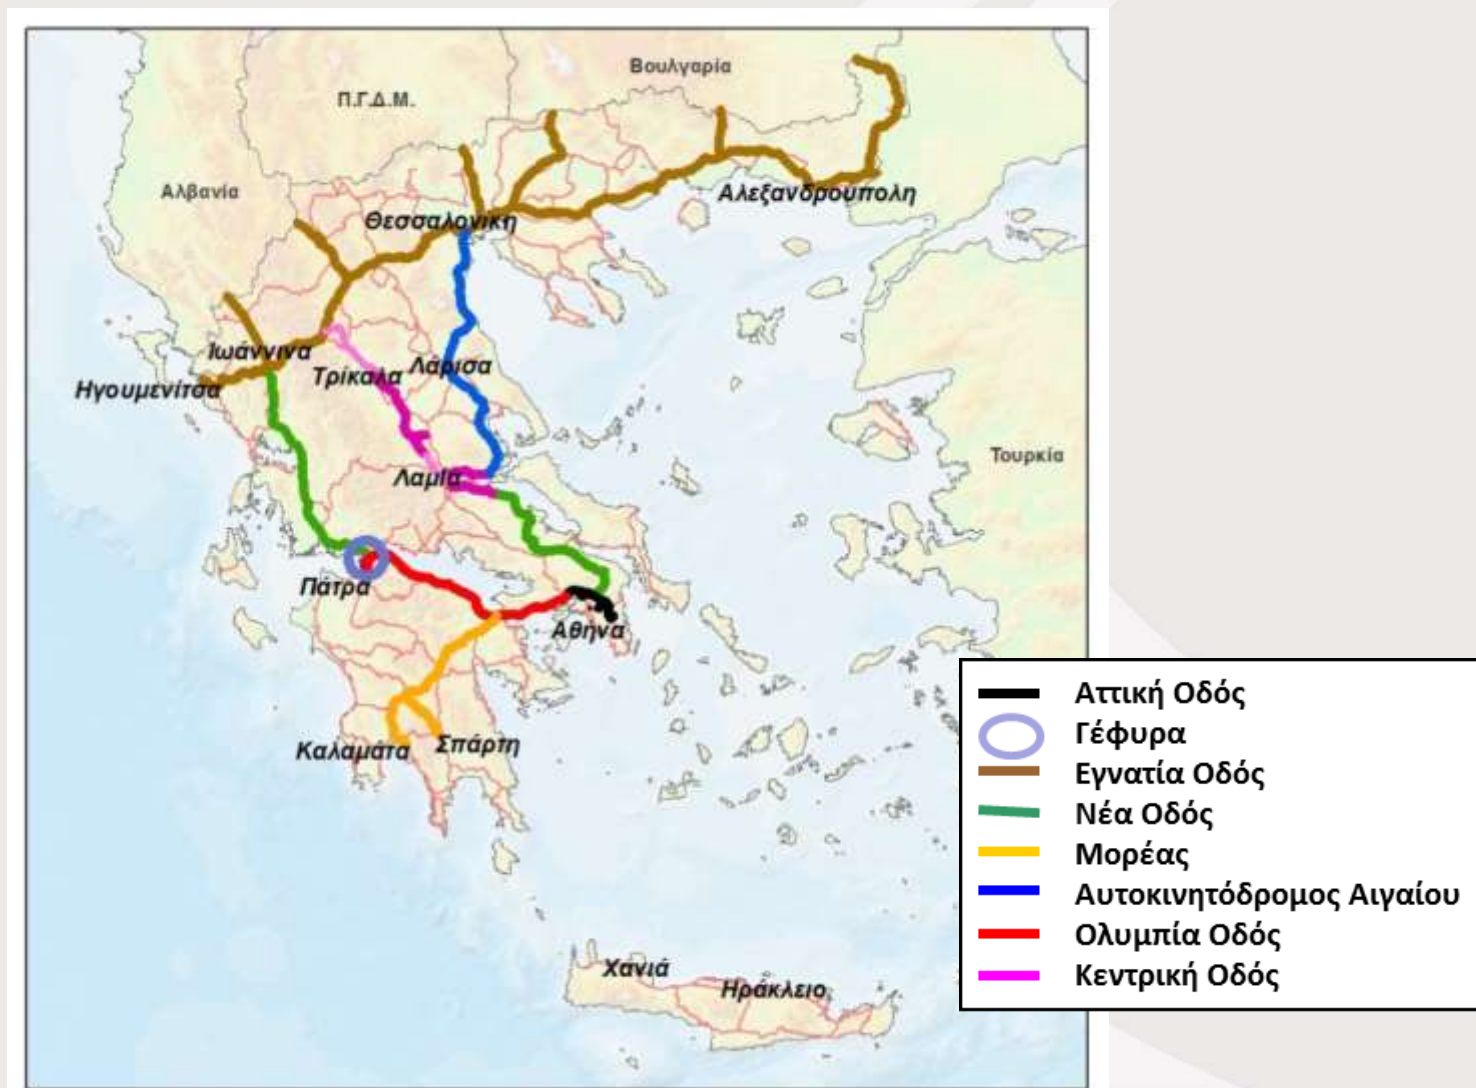 Βουλγαρία
Π.Γ.Δ.Μ.
Αλβανία
Αλεξανδρούπολη
Θεσσαλονίκη
Ιωάννινα
Λάρισα
Τρίκαλα
Ηγουμενίτσα
Τουρκία
Λαμία
Πάτρα
Αθήνα
Καλαμάτα
Σπάρτη
Χανιά
Ηράκλειο
Αττική Οδός
Γέφυρα
Εγνατία Οδός
Νέα Οδός
Μορέας
Αυτοκινητόδρομος Αιγαίου
Ολυμπία Οδός
Κεντρική Οδός